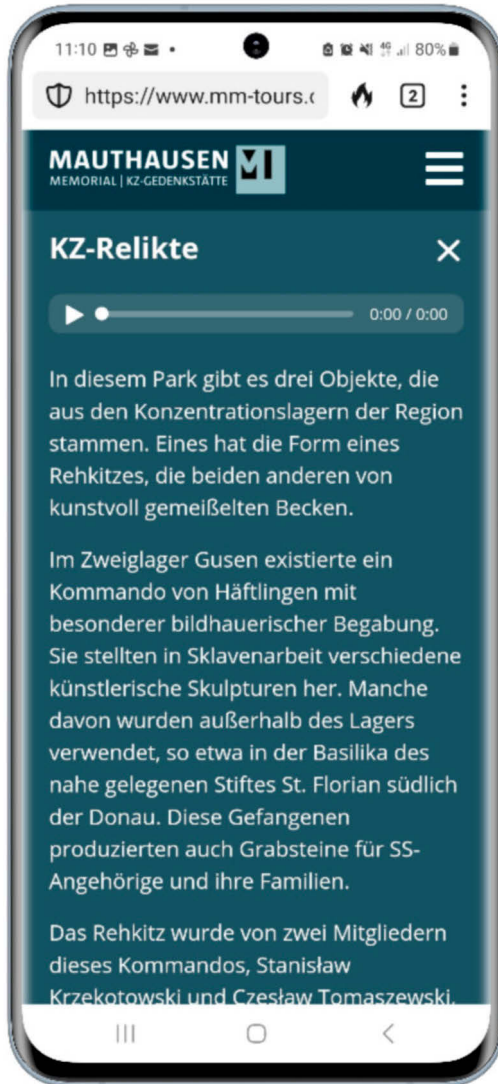 11:10
4G 80%
https://www.mm-tours.c
2
MAUTHAUSEN
MEMORIAL | KZ-GEDENKSTÄTTE
KZ-Relikte
0:00 / 0:00
In diesem Park gibt es drei Objekte, die
aus den Konzentrationslagern der Region
stammen. Eines hat die Form eines
Rehkitzes, die beiden anderen von
kunstvoll gemeißelten Becken.
Im Zweiglager Gusen existierte ein
Kommando von Häftlingen mit
besonderer bildhauerischer Begabung.
Sie stellten in Sklavenarbeit verschiedene
künstlerische Skulpturen her. Manche
davon wurden außerhalb des Lagers
verwendet, so etwa in der Basilika des
nahe gelegenen Stiftes St. Florian südlich
der Donau. Diese Gefangenen
produzierten auch Grabsteine für SS-
Angehörige und ihre Familien.
Das Rehkitz wurde von zwei Mitgliedern
dieses Kommandos, Stanisław
Krzekotowski und Czesław Tomaszewski,